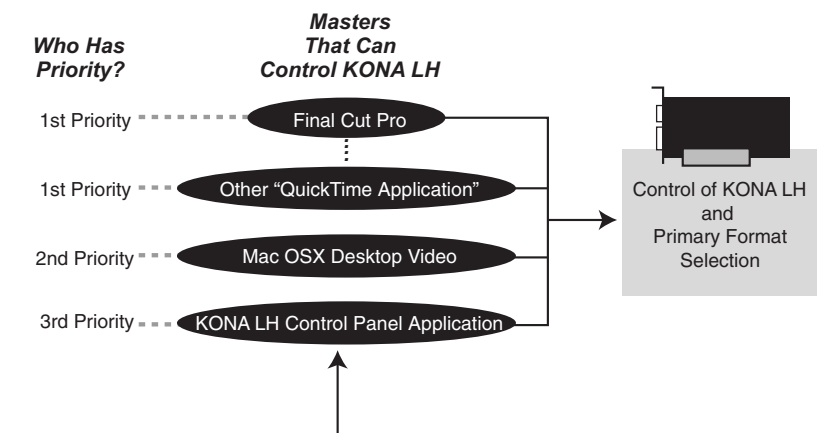 Who Has
Priority?
Masters
That Can
Control KONA LH
1st Priority
Final Cut Pro
1st Priority
Other “QuickTime Application”
2nd Priority
Mac OSX Desktop Video
3rd Priority
KONA LH Control Panel Application
Control of KONA LH
and
Primary Format
Selection